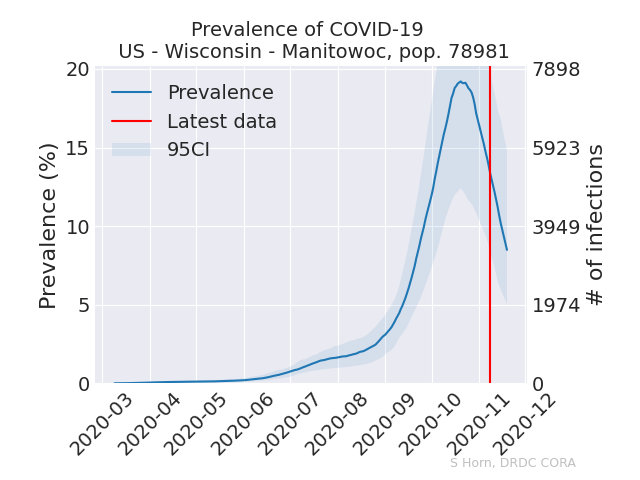 Prevalence of COVID-19
US - Wisconsin - Manitowoc, pop. 78981
Prevalence
Latest data
95CI
Prevalence (%)
20
15
10
5
0
7898
5923
3949
1974
0
# of infections
2020-03
2020-04
2020-05
2020-06
2020-07
2020-08
2020-09
2020-10
2020-11
2020-12
S Horn, DRDC CORA